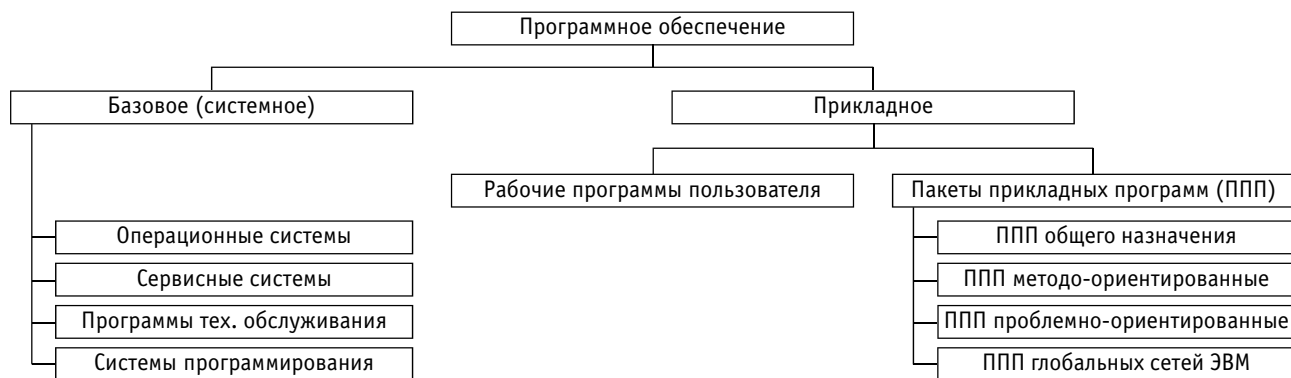 Программное обеспечение
Базовое (системное)
Прикладное
Рабочие программы пользователя
Пакеты прикладных программ (ППП)
Операционные системы
Сервисные системы
Программы тех. обслуживания
Системы программирования
ППП общего назначения
ППП методо-ориентированные
ППП проблемно-ориентированные
ППП глобальных сетей ЭВМ